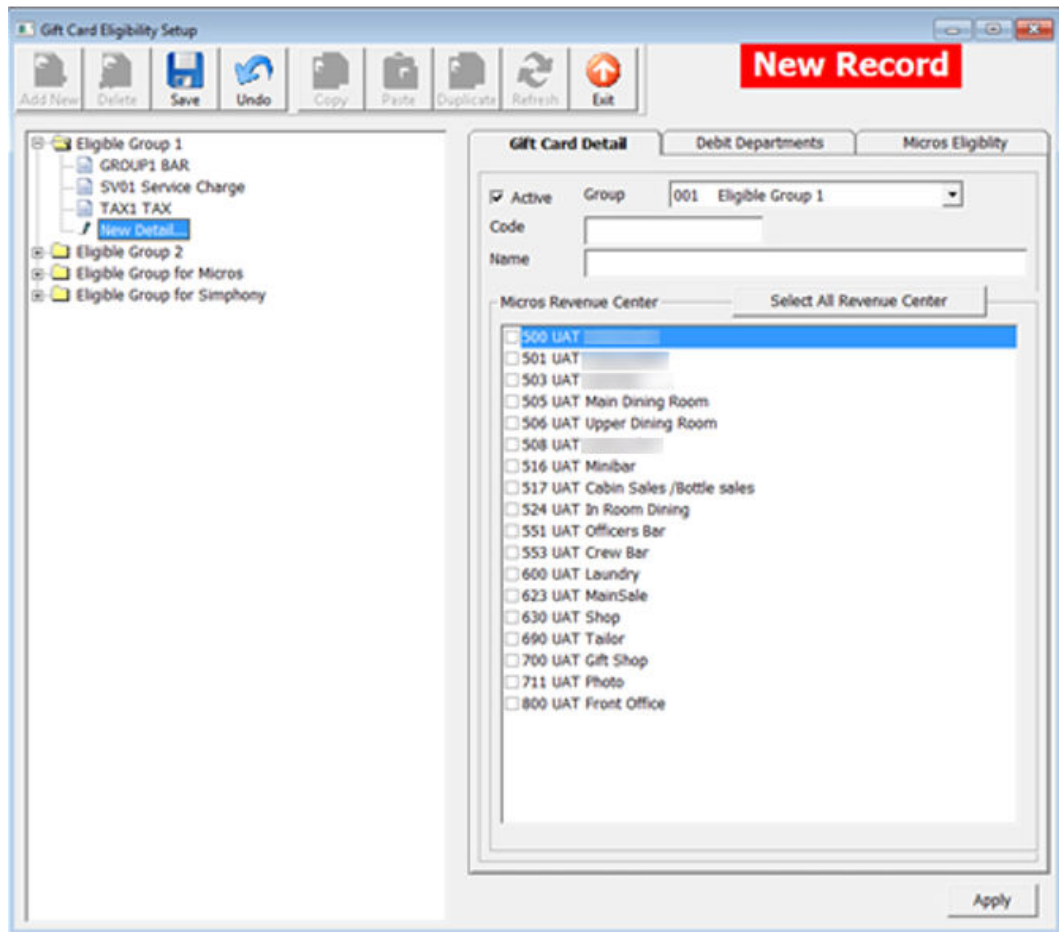 Gift Card Eligibility Setup
New Record
Add New Delete Save Undo Copy Paste Duplicate Refresh Exit
Eligible Group 1
GROUP1 BAR
SV01 Service Charge
TAX1 TAX
New Detail...
Eligible Group 2
Eligible Group for Micros
Eligible Group for Simphony
Gift Card Detail Debit Departments Micros Eligiblity
Active Group 001 Eligible Group 1
Code
Name
Micros Revenue Center Select All Revenue Center
500 UAT
501 UAT
503 UAT
505 UAT Main Dining Room
506 UAT Upper Dining Room
508 UAT
516 UAT Minibar
517 UAT Cabin Sales /Bottle sales
524 UAT In Room Dining
551 UAT Officers Bar
553 UAT Crew Bar
600 UAT Laundry
623 UAT MainSale
630 UAT Shop
690 UAT Tailor
700 UAT Gift Shop
711 UAT Photo
800 UAT Front Office
Apply